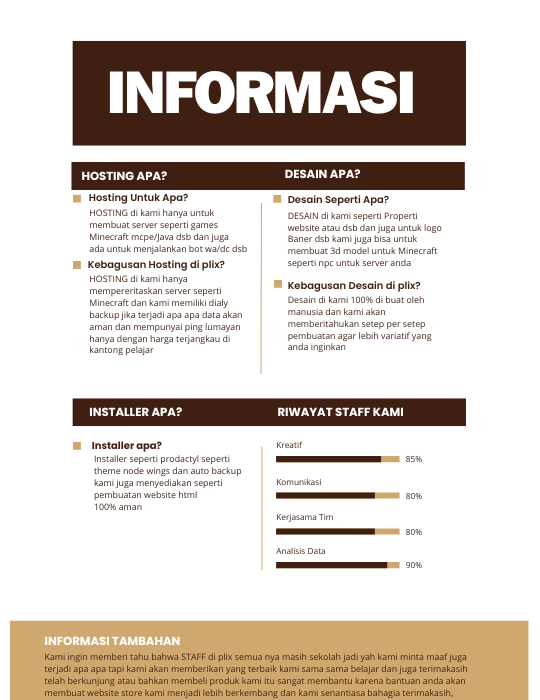 INFORMASI
HOSTING APA?
Hosting Untuk Apa?
HOSTING di kami hanya untuk
membuat server seperti games
Minecraft mcpe/Java dsb dan juga
ada untuk menjalankan bot wa/dc dsb
Kebagusan Hosting di plix?
HOSTING di kami hanya
mempereritaskan server seperti
Minecraft dan kami memiliki dialy
backup jika terjadi apa apa data akan
aman dan mempunyai ping lumayan
hanya dengan harga terjangkau di
kantong pelajar
DESAIN APA?
Desain Seperti Apa?
DESAIN di kami seperti Properti
website atau dsb dan juga untuk logo
Baner dsb kami juga bisa untuk
membuat 3d model untuk Minecraft
seperti npc untuk server anda
Kebagusan Desain di plix?
Desain di kami 100% di buat oleh
manusia dan kami akan
memberitahukan setep per setep
pembuatan agar lebih variatif yang
anda inginkan
INSTALLER APA?
Installer apa?
Installer seperti prodactyl seperti
theme node wings dan auto backup
kami juga menyediakan seperti
pembuatan website html
100% aman
RIWAYAT STAFF KAMI
Kreatif
85%
Komunikasi
80%
Kerjasama Tim
80%
Analisis Data
90%
INFORMASI TAMBAHAN
Kami ingin memberi tahu bahwa STAFF di plix semua nya masih sekolah jadi yah kami minta maaf juga
terjadi apa apa tapi kami akan memberikan yang terbaik kami sama sama belajar dan juga terimakasih
telah berkunjung atau bahkan membeli produk kami itu sangat membantu karena bantuan anda akan
membuat website store kami menjadi lebih berkembang dan kami senantiasa bahagia terimakasih,